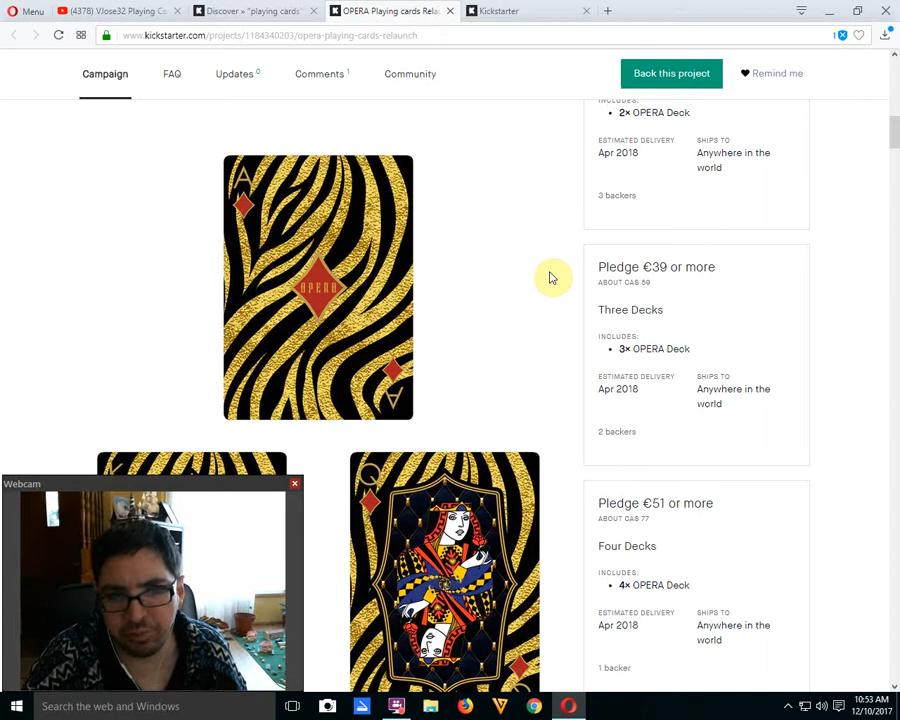 Menu
(4378) VJose32 Playing C
Discover » "playing cards"
OPERA Playing cards Rela
Kickstarter
www.kickstarter.com/projects/1184340203/opera-playing-cards-relaunch
1
Campaign
FAQ
Updates 0
Comments 1
Community
Back this project
Remind me
INCLUDES:
2× OPERA Deck
ESTIMATED DELIVERY
SHIPS TO
Apr 2018
Anywhere in the
world
3 backers
A
OPERA
A
Pledge €39 or more
ABOUT CA$ 59
Three Decks
INCLUDES:
3× OPERA Deck
ESTIMATED DELIVERY
SHIPS TO
Apr 2018
Anywhere in the
world
2 backers
K
Q
Webcam
Pledge €51 or more
ABOUT CA$ 77
Four Decks
INCLUDES:
4× OPERA Deck
ESTIMATED DELIVERY
SHIPS TO
Apr 2018
Anywhere in the
world
1 backer
Search the web and Windows
10:53 AM
12/10/2017